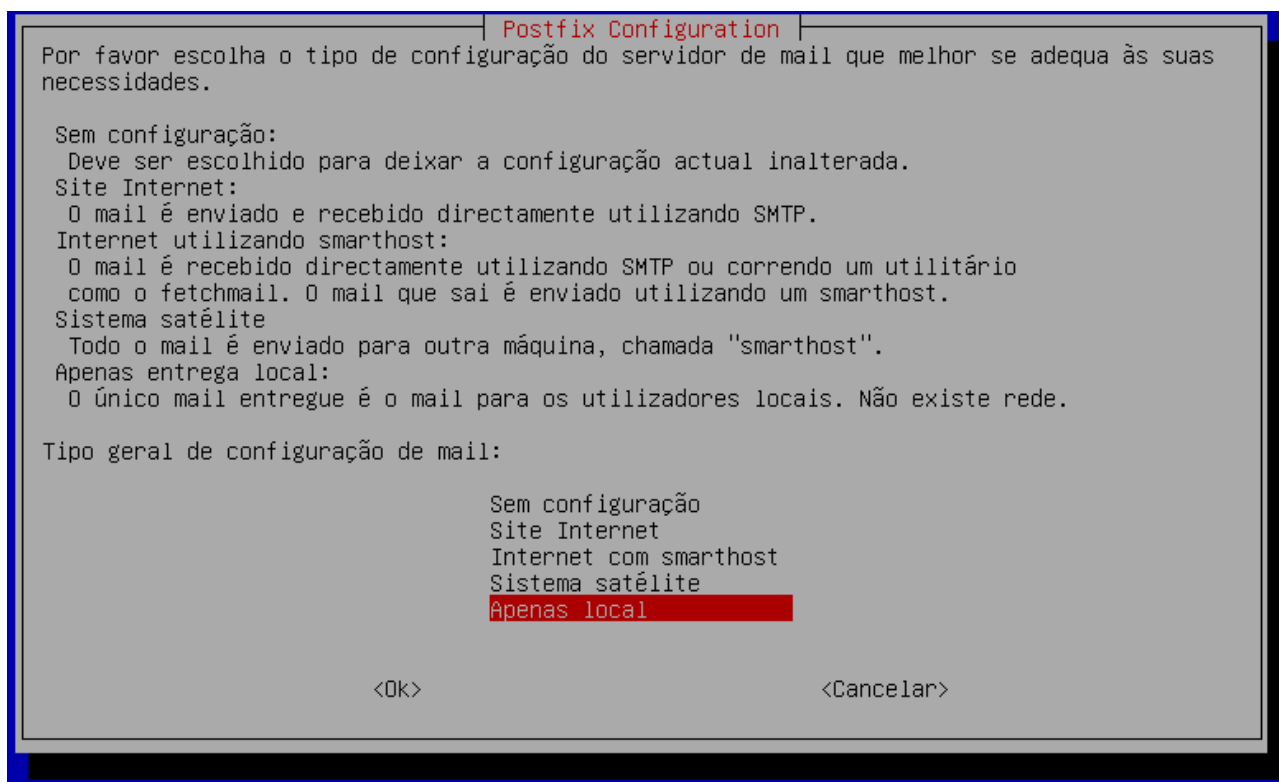 Postfix Configuration
Por favor escolha o tipo de configuração do servidor de mail que melhor se adequa às suas
necessidades.
Sem configuração:
Deve ser escolhido para deixar a configuração actual inalterada.
Site Internet:
O mail é enviado e recebido directamente utilizando SMTP.
Internet utilizando smarthost:
O mail é recebido directamente utilizando SMTP ou correndo um utilitário
como o fetchmail. O mail que sai é enviado utilizando um smarthost.
Sistema satélite
Todo o mail é enviado para outra máquina, chamada "smarthost".
Apenas entrega local:
O único mail entregue é o mail para os utilizadores locais. Não existe rede.
Tipo geral de configuração de mail:
Sem configuração
Site Internet
Internet com smarthost
Sistema satélite
Apenas local
<Ok> <Cancelar>